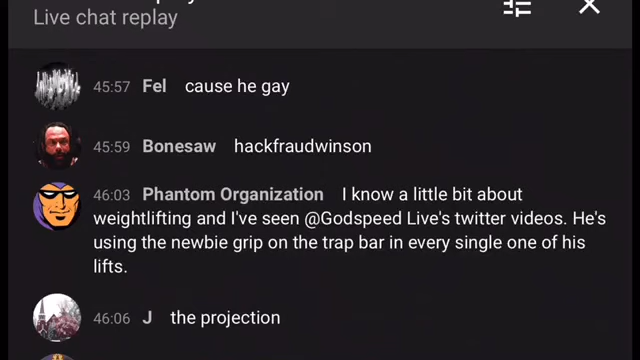 Live chat replay
45:57 Fel cause he gay
45:59 Bonesaw hackfraudwinson
46:03 Phantom Organization I know a little bit about
weightlifting and I've seen @Godspeed Live's twitter videos. He's
using the newbie grip on the trap bar in every single one of his
lifts.
46:06 J the projection